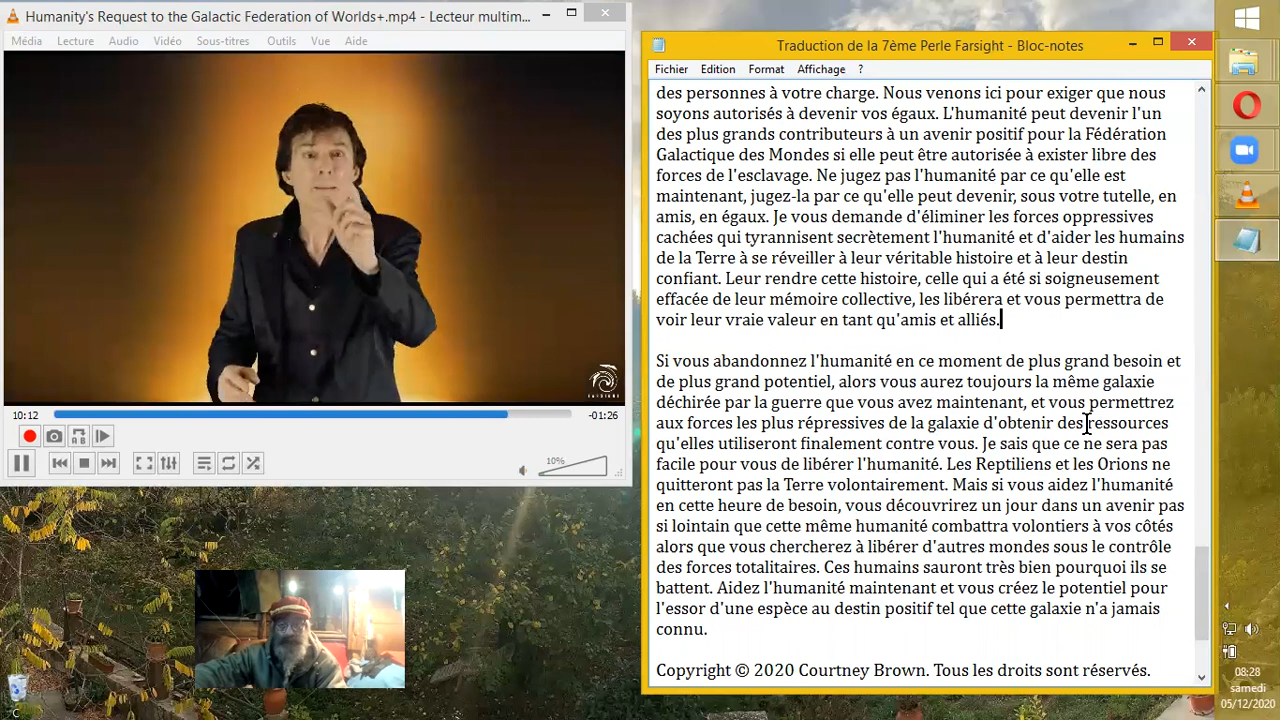 Humanity's Request to the Galactic Federation of Worlds+.mp4 - Lecteur multim...
Média Lecture Audio Vidéo Sous-titres Outils Vue Aide
FARSIGHT
10:12
-01:26
10%
Traduction de la 7ème Perle Farsight - Bloc-notes
Fichier Edition Format Affichage ?
des personnes à votre charge. Nous venons ici pour exiger que nous
soyons autorisés à devenir vos égaux. L'humanité peut devenir l'un
des plus grands contributeurs à un avenir positif pour la Fédération
Galactique des Mondes si elle peut être autorisée à exister libre des
forces de l'esclavage. Ne jugez pas l'humanité par ce qu'elle est
maintenant, jugez-la par ce qu'elle peut devenir, sous votre tutelle, en
amis, en égaux. Je vous demande d'éliminer les forces oppressives
cachées qui tyrannisent secrètement l'humanité et d'aider les humains
de la Terre à se réveiller à leur véritable histoire et à leur destin
confiant. Leur rendre cette histoire, celle qui a été si soigneusement
effacée de leur mémoire collective, les libérera et vous permettra de
voir leur vraie valeur en tant qu'amis et alliés.
Si vous abandonnez l'humanité en ce moment de plus grand besoin et
de plus grand potentiel, alors vous aurez toujours la même galaxie
déchirée par la guerre que vous avez maintenant, et vous permettrez
aux forces les plus répressives de la galaxie d'obtenir des ressources
qu'elles utiliseront finalement contre vous. Je sais que ce ne sera pas
facile pour vous de libérer l'humanité. Les Reptiliens et les Orions ne
quitteront pas la Terre volontairement. Mais si vous aidez l'humanité
en cette heure de besoin, vous découvrirez un jour dans un avenir pas
si lointain que cette même humanité combattra volontiers à vos côtés
alors que vous chercherez à libérer d'autres mondes sous le contrôle
des forces totalitaires. Ces humains sauront très bien pourquoi ils se
battent. Aidez l'humanité maintenant et vous créez le potentiel pour
l'essor d'une espèce au destin positif tel que cette galaxie n'a jamais
connu.
Copyright © 2020 Courtney Brown. Tous les droits sont réservés.
C
08:28
samedi
05/12/2020